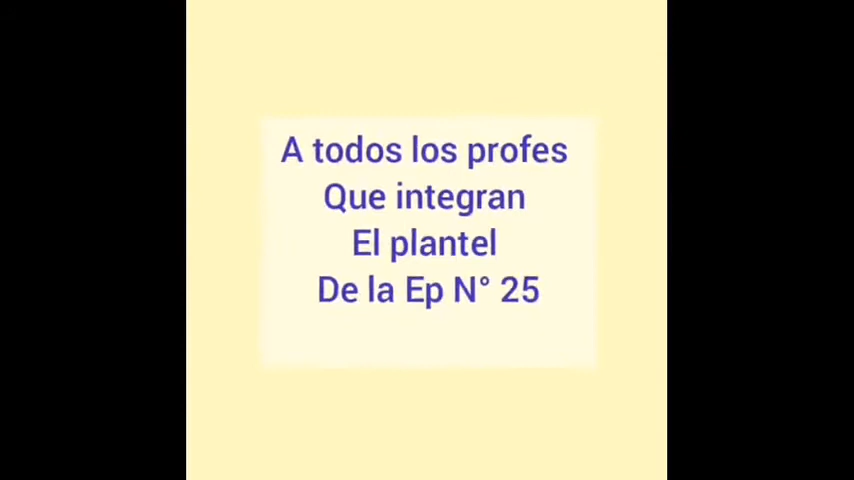 A todos los profes
Que integran
El plantel
De la Ep N° 25